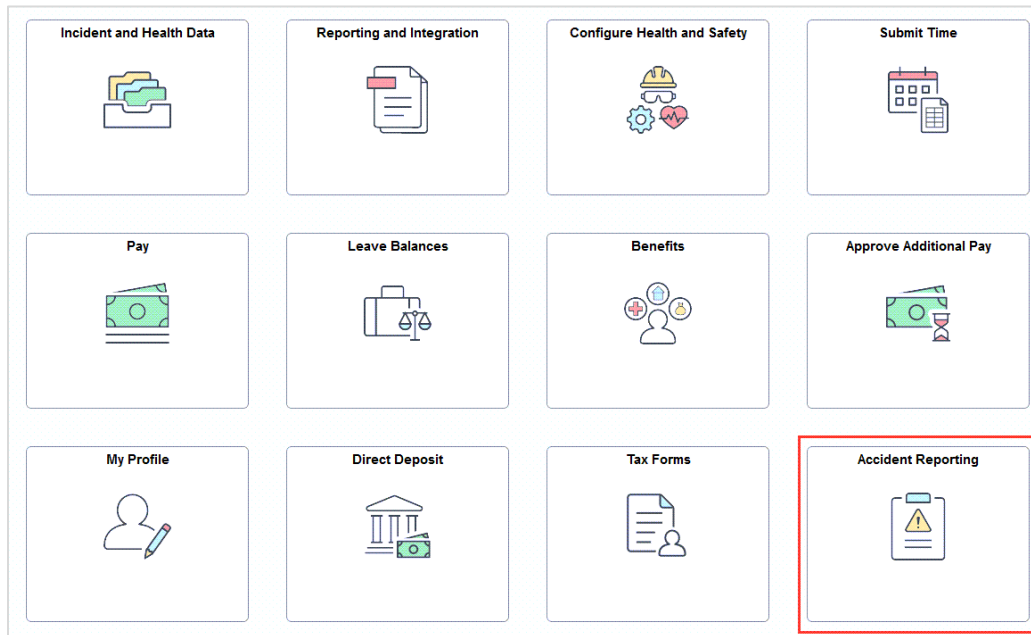 Incident and Health Data
Reporting and Integration
Configure Health and Safety
Submit Time
Pay
Leave Balances
Benefits
Approve Additional Pay
My Profile
Direct Deposit
Tax Forms
Accident Reporting